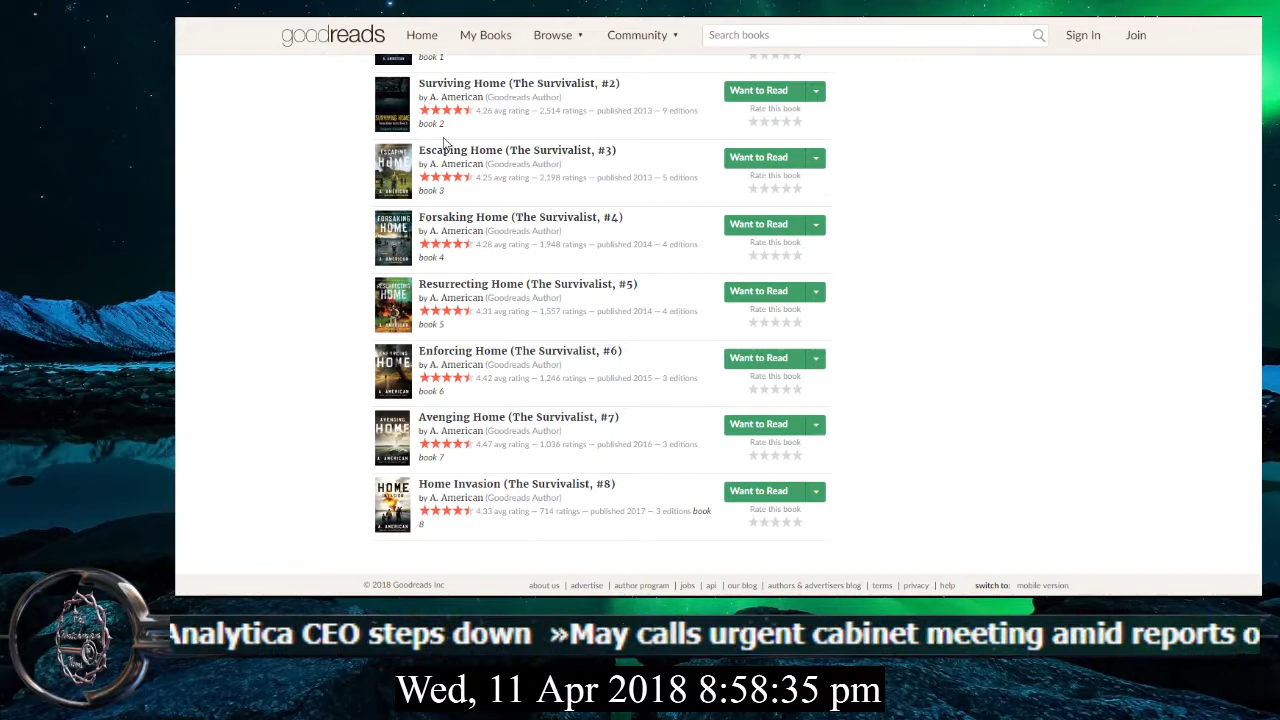 goodreads Home My Books Browse ▾ Community ▾ Search books Sign In Join
book 1
Surviving Home (The Survivalist, #2)
by A. American (Goodreads Author)
4.26 avg rating — 2,514 ratings — published 2013 — 9 editions
book 2
Want to Read
Rate this book
Escaping Home (The Survivalist, #3)
by A. American (Goodreads Author)
4.25 avg rating — 2,198 ratings — published 2013 — 5 editions
book 3
Want to Read
Rate this book
Forsaking Home (The Survivalist, #4)
by A. American (Goodreads Author)
4.28 avg rating — 1,948 ratings — published 2014 — 4 editions
book 4
Want to Read
Rate this book
Resurrecting Home (The Survivalist, #5)
by A. American (Goodreads Author)
4.31 avg rating — 1,557 ratings — published 2014 — 4 editions
book 5
Want to Read
Rate this book
Enforcing Home (The Survivalist, #6)
by A. American (Goodreads Author)
4.42 avg rating — 1,246 ratings — published 2015 — 3 editions
book 6
Want to Read
Rate this book
Avenging Home (The Survivalist, #7)
by A. American (Goodreads Author)
4.47 avg rating — 1,036 ratings — published 2016 — 3 editions
book 7
Want to Read
Rate this book
Home Invasion (The Survivalist, #8)
by A. American (Goodreads Author)
4.33 avg rating — 714 ratings — published 2017 — 3 editions book
8
Want to Read
Rate this book
© 2018 Goodreads Inc about us | advertise | author program | jobs | api | our blog | authors & advertisers blog | terms | privacy | help switch to: mobile version
Analytica CEO steps down »May calls urgent cabinet meeting amid reports o
Wed, 11 Apr 2018 8:58:35 pm